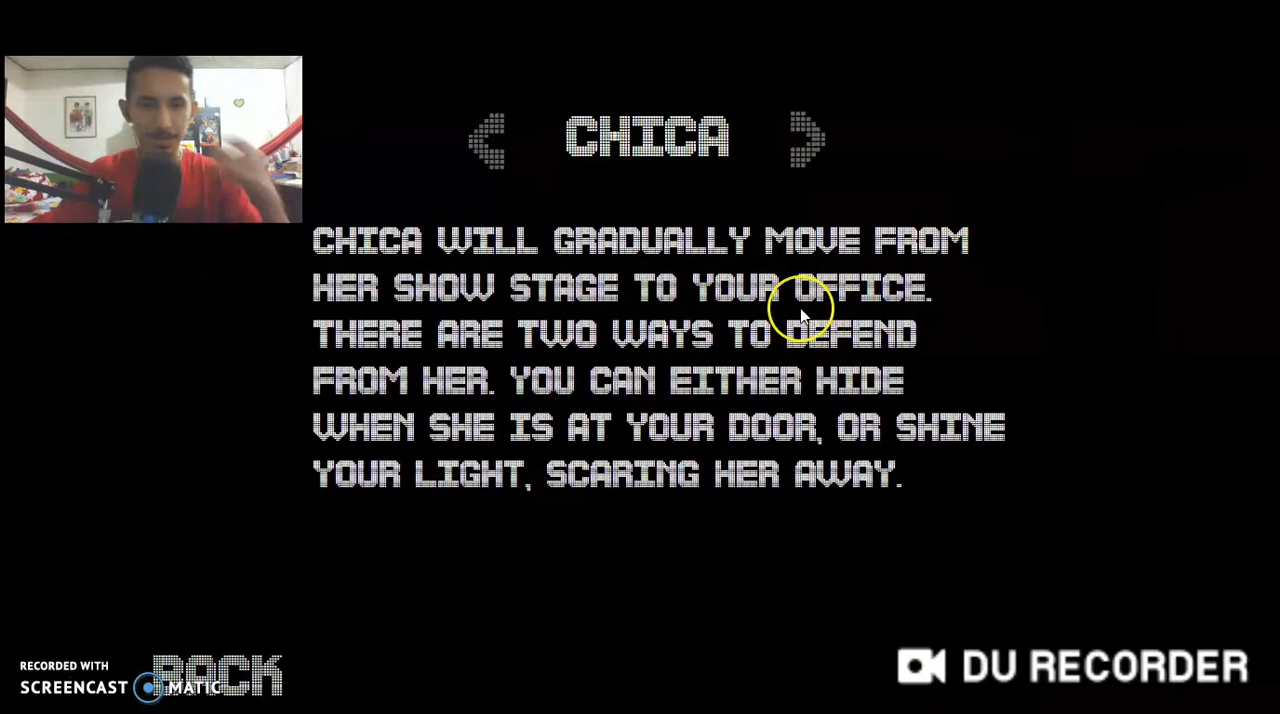 CHICA
CHICA WILL GRADUALLY MOVE FROM
HER SHOW STAGE TO YOUR OFFICE.
THERE ARE TWO WAYS TO DEFEND
FROM HER. YOU CAN EITHER HIDE
WHEN SHE IS AT YOUR DOOR, OR SHINE
YOUR LIGHT, SCARING HER AWAY.
BACK
RECORDED WITH
SCREENCAST MATIC
DU RECORDER